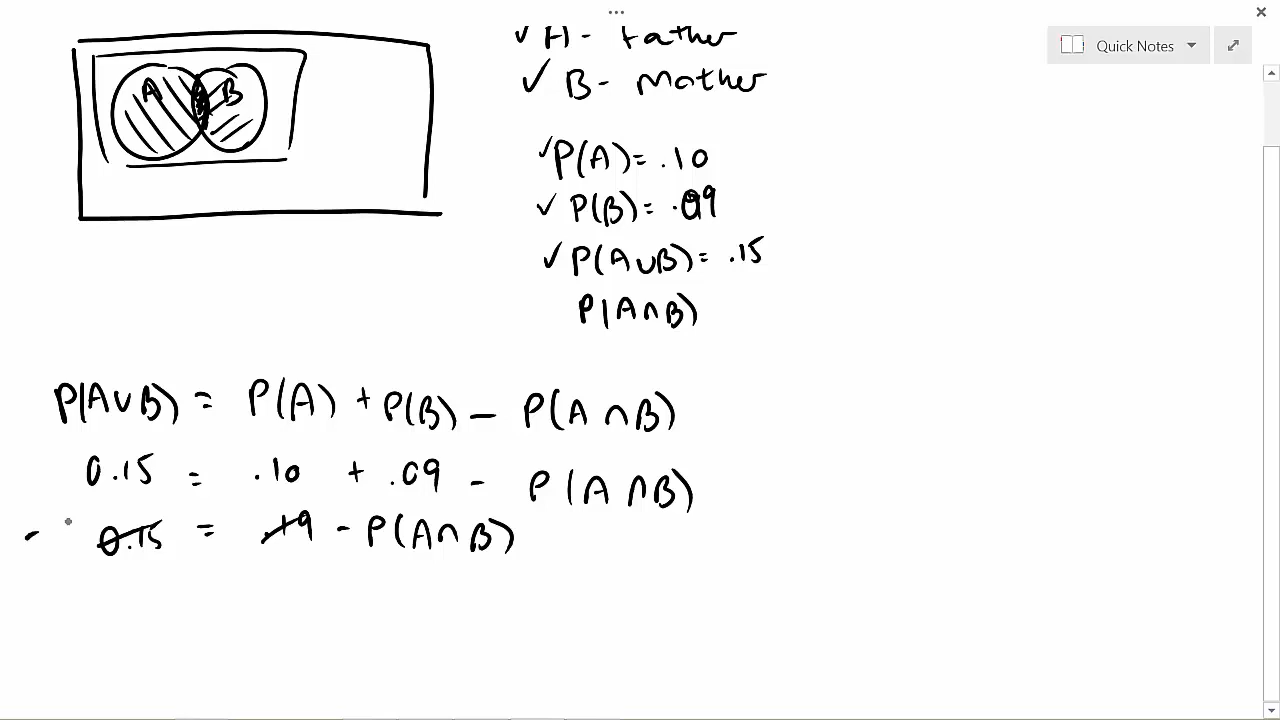 Quick Notes
✓ A - Father
✓ B - Mother
A B
✓ P(A) = .10
✓ P(B) = .09
✓ P(A∪B) = .15
P(A∩B)
P(A∪B) = P(A) + P(B) - P(A∩B)
0.15 = .10 + .09 - P(A∩B)
- 0.15 = .19 - P(A∩B)